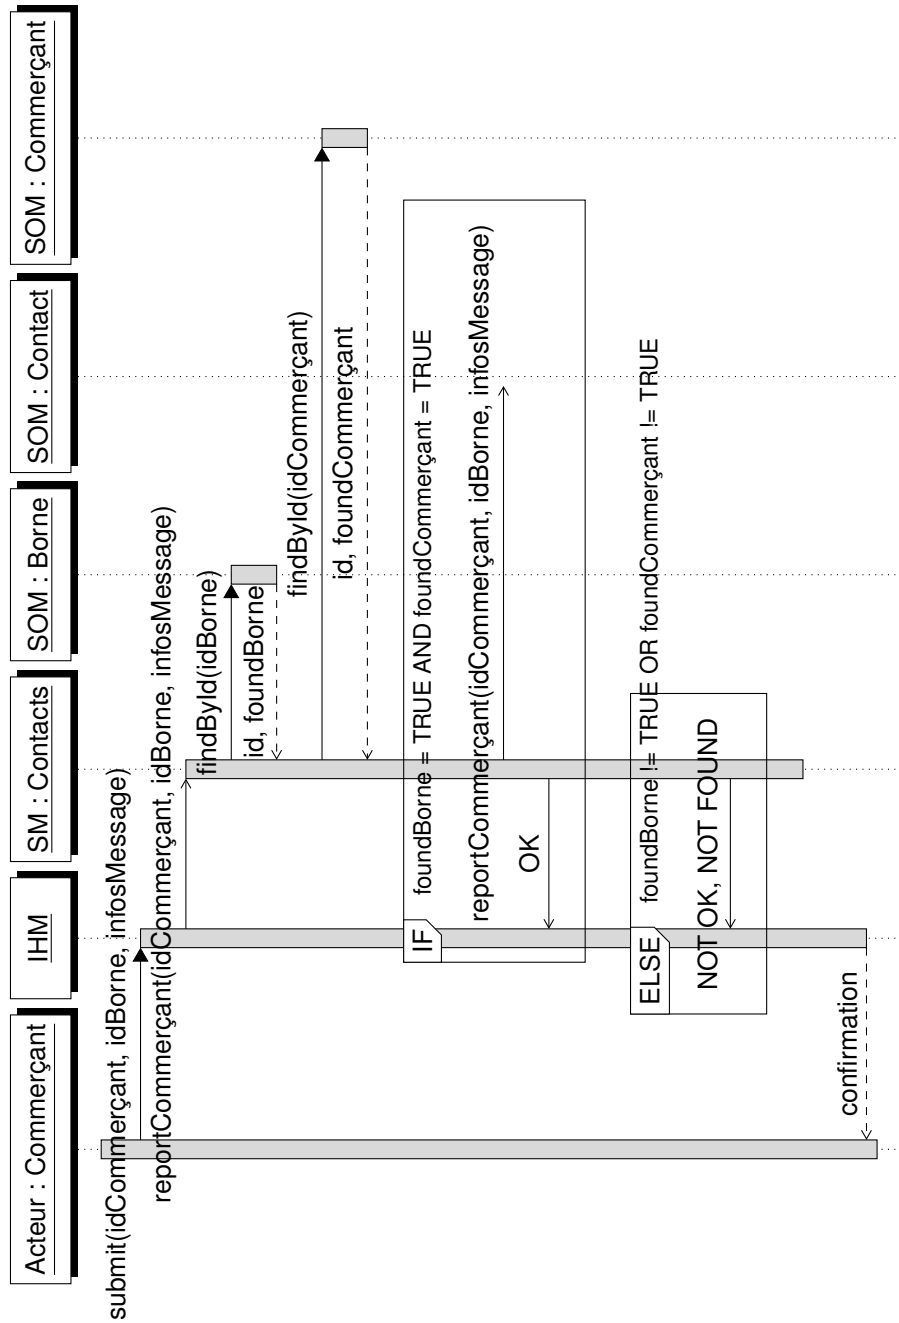 Acteur : Commerçant
IHM
SM : Contacts
SOM : Borne
SOM : Contact
SOM : Commerçant
submit(idCommerçant, idBorne, infosMessage)
reportCommerçant(idCommerçant, idBorne, infosMessage)
findById(idBorne)
id, foundBorne
findById(idCommerçant)
id, foundCommerçant
IF
foundBorne = TRUE AND foundCommerçant = TRUE
reportCommerçant(idCommerçant, idBorne, infosMessage)
OK
ELSE
foundBorne != TRUE OR foundCommerçant != TRUE
NOT OK, NOT FOUND
confirmation